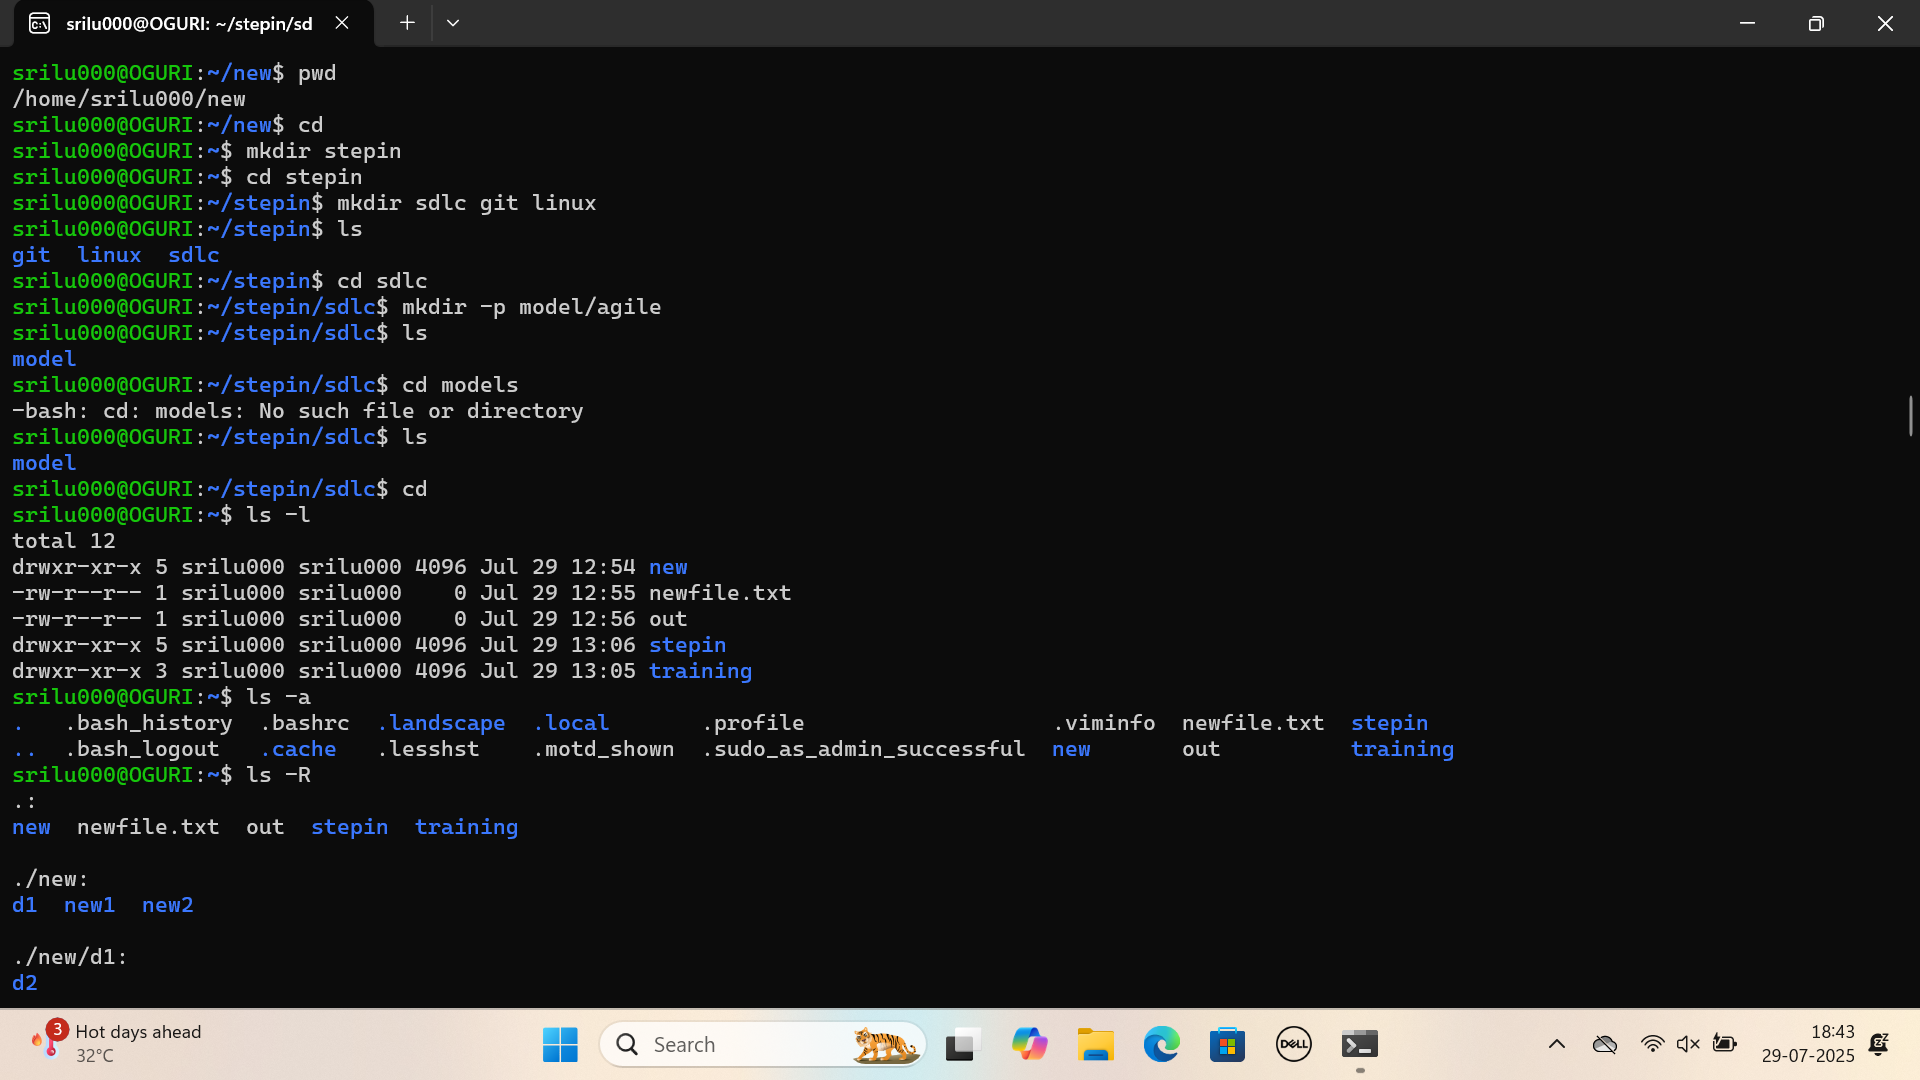 srilu000@OGURI: ~/stepin/sd
srilu000@OGURI:~/new$ pwd
/home/srilu000/new
srilu000@OGURI:~/new$ cd
srilu000@OGURI:~$ mkdir stepin
srilu000@OGURI:~$ cd stepin
srilu000@OGURI:~/stepin$ mkdir sdlc git linux
srilu000@OGURI:~/stepin$ ls
git  linux  sdlc
srilu000@OGURI:~/stepin$ cd sdlc
srilu000@OGURI:~/stepin/sdlc$ mkdir -p model/agile
srilu000@OGURI:~/stepin/sdlc$ ls
model
srilu000@OGURI:~/stepin/sdlc$ cd models
-bash: cd: models: No such file or directory
srilu000@OGURI:~/stepin/sdlc$ ls
model
srilu000@OGURI:~/stepin/sdlc$ cd
srilu000@OGURI:~$ ls -l
total 12
drwxr-xr-x 5 srilu000 srilu000 4096 Jul 29 12:54 new
-rw-r--r-- 1 srilu000 srilu000    0 Jul 29 12:55 newfile.txt
-rw-r--r-- 1 srilu000 srilu000    0 Jul 29 12:56 out
drwxr-xr-x 5 srilu000 srilu000 4096 Jul 29 13:06 stepin
drwxr-xr-x 3 srilu000 srilu000 4096 Jul 29 13:05 training
srilu000@OGURI:~$ ls -a
.   .bash_history  .bashrc  .landscape  .local       .profile                   .viminfo  newfile.txt  stepin
..  .bash_logout   .cache   .lesshst    .motd_shown  .sudo_as_admin_successful  new       out          training
srilu000@OGURI:~$ ls -R
.:
new  newfile.txt  out  stepin  training
./new:
d1  new1  new2
./new/d1:
d2
3
Hot days ahead
32°C
Search
DELL
18:43
29-07-2025